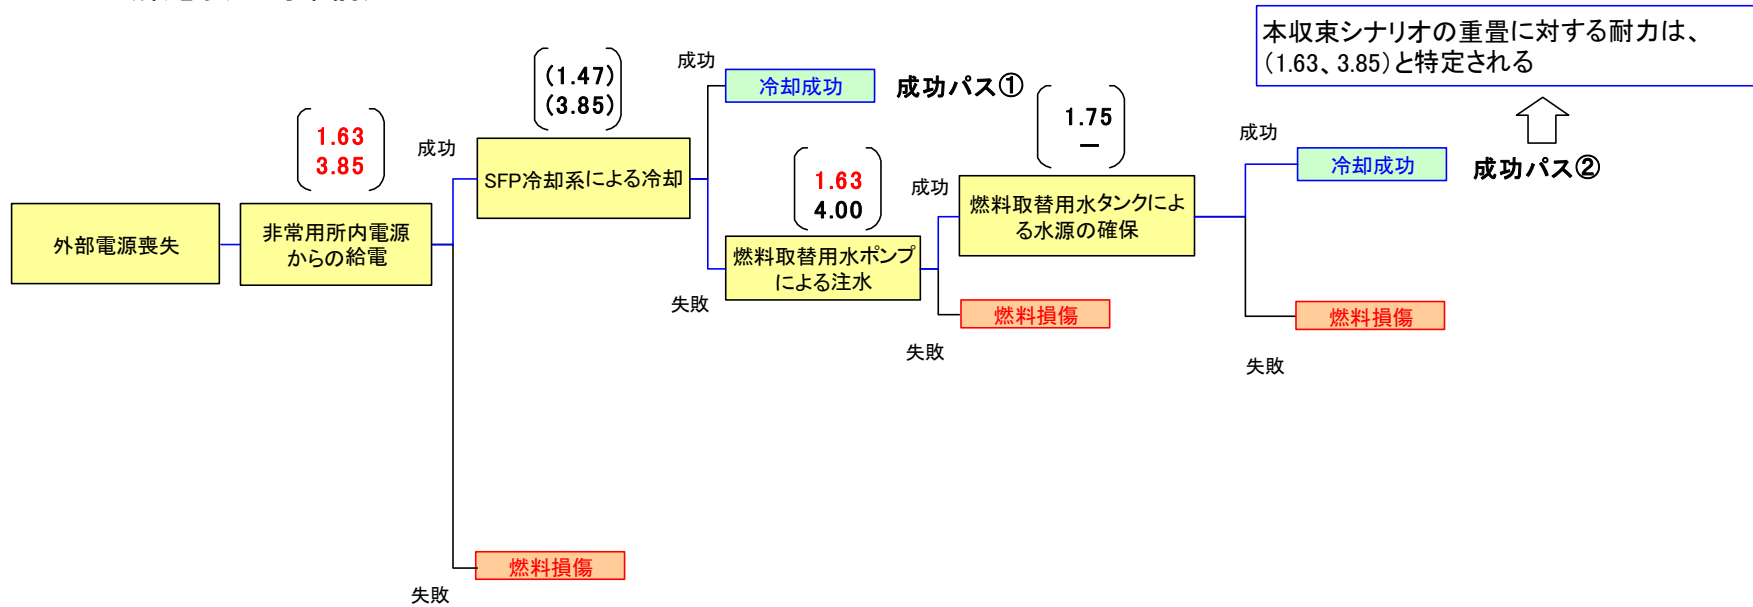 本収束シナリオの重畳に対する耐力は、
(1.63、3.85)と特定される
(1.47)
(3.85)
成功
冷却成功
成功パス①
1.63
3.85
成功
SFP冷却系による冷却
1.75
―
成功
冷却成功
成功パス②
1.63
4.00
成功
燃料取替用水タンクによ
る水源の確保
外部電源喪失
非常用所内電源
からの給電
燃料取替用水ポンプ
による注水
失敗
燃料損傷
失敗
燃料損傷
失敗
燃料損傷
失敗